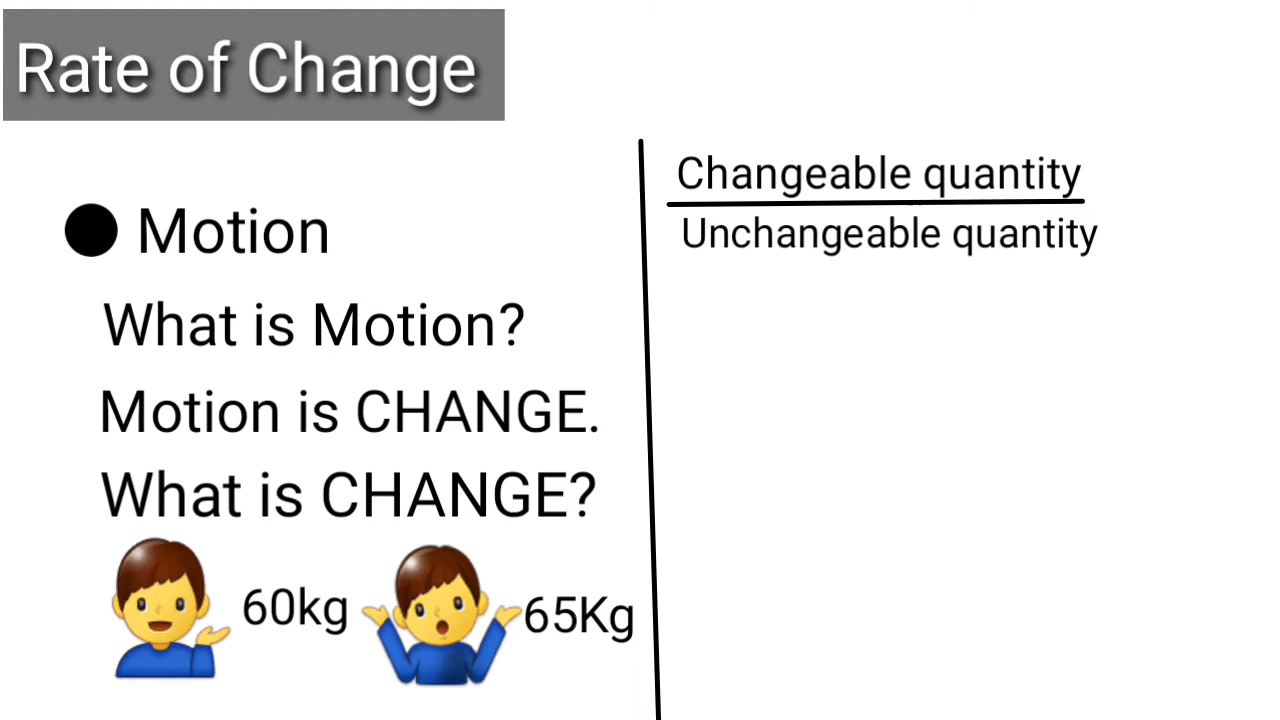 Rate of Change
Motion
What is Motion?
Motion is CHANGE.
What is CHANGE?
60kg
65Kg
Changeable quantity
Unchangeable quantity